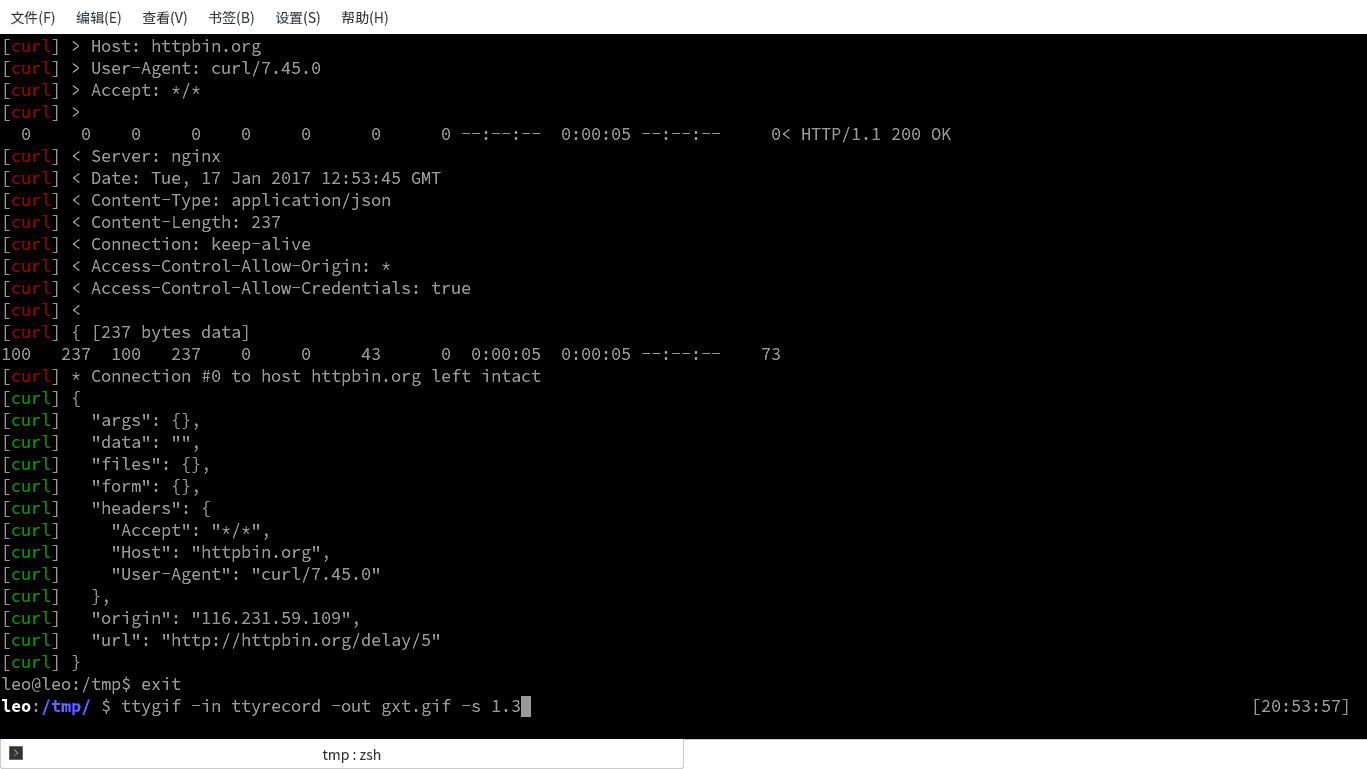 文件(F) 编辑(E) 查看(V) 书签(B) 设置(S) 帮助(H)
[curl] > Host: httpbin.org
[curl] > User-Agent: curl/7.45.0
[curl] > Accept: */*
[curl] >
  0     0    0     0    0     0      0      0 --:--:--  0:00:05 --:--:--     0< HTTP/1.1 200 OK
[curl] < Server: nginx
[curl] < Date: Tue, 17 Jan 2017 12:53:45 GMT
[curl] < Content-Type: application/json
[curl] < Content-Length: 237
[curl] < Connection: keep-alive
[curl] < Access-Control-Allow-Origin: *
[curl] < Access-Control-Allow-Credentials: true
[curl] <
[curl] { [237 bytes data]
100   237  100   237    0     0     43      0  0:00:05  0:00:05 --:--:--    73
[curl] * Connection #0 to host httpbin.org left intact
[curl] {
[curl]   "args": {},
[curl]   "data": "",
[curl]   "files": {},
[curl]   "form": {},
[curl]   "headers": {
[curl]     "Accept": "*/*",
[curl]     "Host": "httpbin.org",
[curl]     "User-Agent": "curl/7.45.0"
[curl]   },
[curl]   "origin": "116.231.59.109",
[curl]   "url": "http://httpbin.org/delay/5"
[curl] }
leo@leo:/tmp$ exit
leo:/tmp/ $ ttygif -in ttyrecord -out gxt.gif -s 1.3 [20:53:57]
tmp : zsh